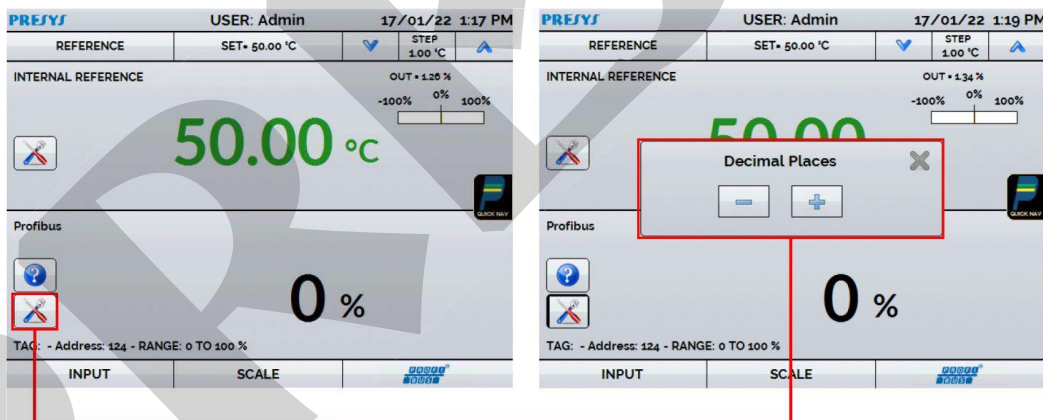 PRESYS USER: Admin 17/01/22 1:17 PM
REFERENCE SET= 50.00 °C STEP 1.00 °C
INTERNAL REFERENCE OUT = 1.26 %
-100% 0% 100%
50.00 °C
QUICK NAV
Profibus
0 %
TAG: - Address: 124 - RANGE: 0 TO 100 %
INPUT SCALE PROFI BUS
PRESYS USER: Admin 17/01/22 1:19 PM
REFERENCE SET= 50.00 °C STEP 1.00 °C
INTERNAL REFERENCE OUT = 1.34 %
-100% 0% 100%
50.00
Decimal Places
QUICK NAV
Profibus
0 %
TAG: - Address: 124 - RANGE: 0 TO 100 %
INPUT SCALE PROFI BUS